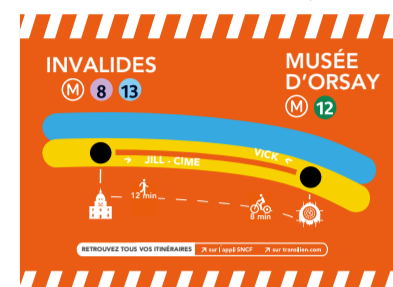 INVALIDES
M 8 13
MUSÉE
D'ORSAY
M 12
JILL - CIME
VICK
12 min
8 min
RETROUVEZ TOUS VOS ITINÉRAIRES
sur l'appli SNCF
sur transilien.com